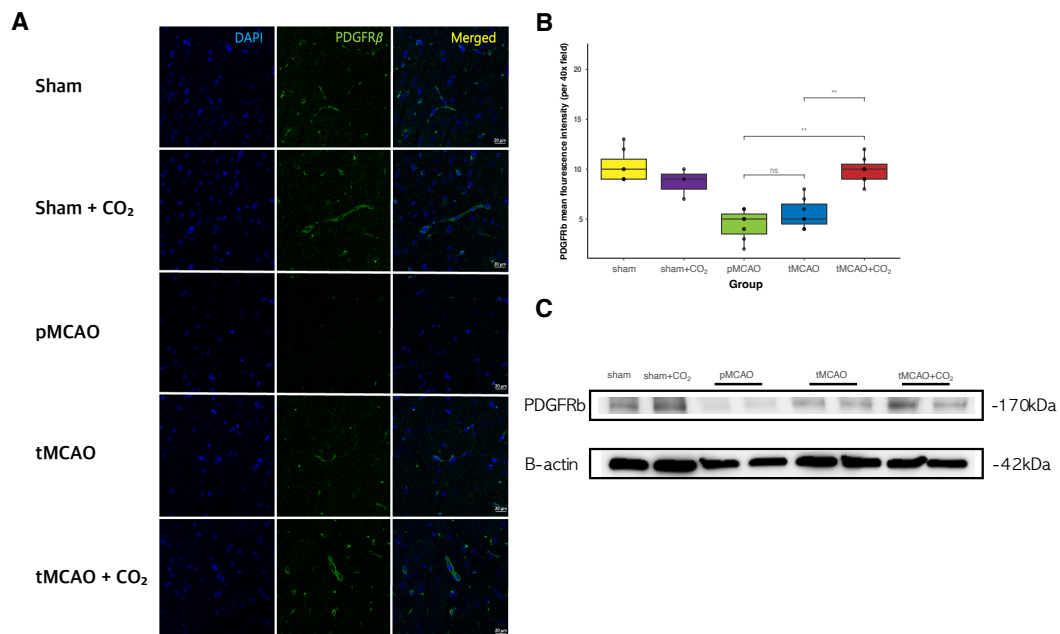 A
DAPI PDGFRβ Merged
Sham
20 μm
Sham + CO₂
20 μm
pMCAO
20 μm
tMCAO
20 μm
tMCAO + CO₂
20 μm
B
PDGFRb mean flourescence intensity (per 40x field)
20
15
10
5
**
**
ns
sham sham+CO₂ pMCAO tMCAO tMCAO+CO₂
Group
C
sham sham+CO₂ pMCAO tMCAO tMCAO+CO₂
PDGFRb -170kDa
B-actin -42kDa